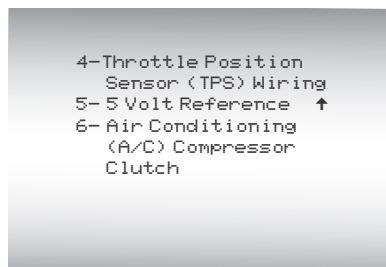 4-Throttle Position
Sensor (TPS) Wiring
5- 5 Volt Reference ↑
6- Air Conditioning
(A/C) Compressor
Clutch